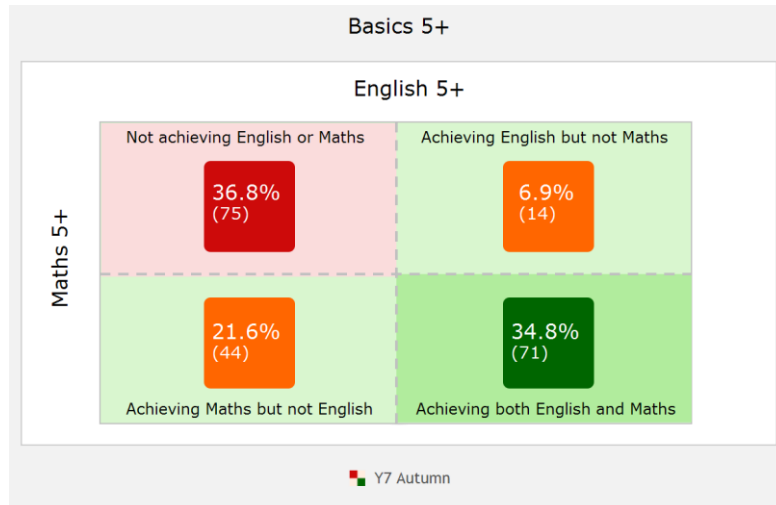 Basics 5+
English 5+
Maths 5+
Not achieving English or Maths
36.8%
(75)
Achieving English but not Maths
6.9%
(14)
21.6%
(44)
Achieving Maths but not English
34.8%
(71)
Achieving both English and Maths
Y7 Autumn